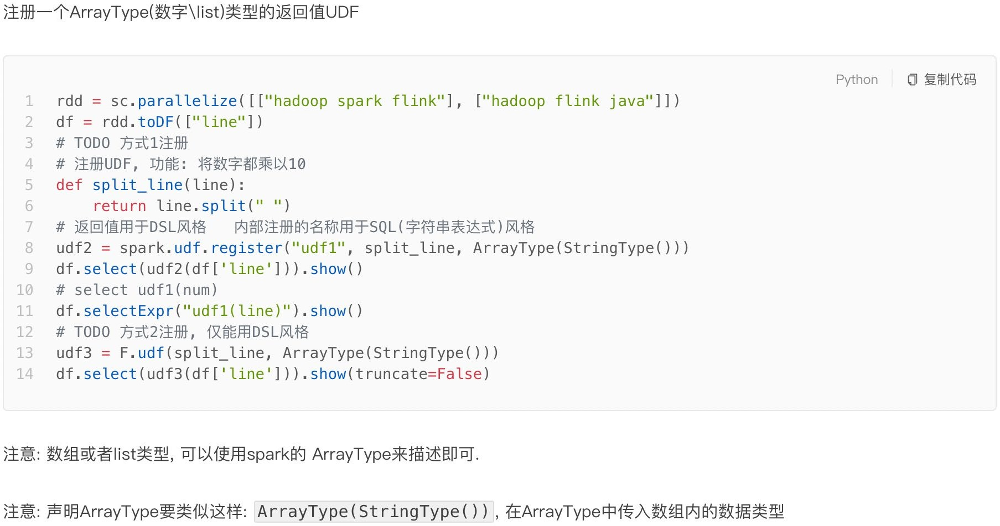 注册一个ArrayType(数字\list)类型的返回值UDF
Python 复制代码
1 rdd = sc.parallelize([["hadoop spark flink"], ["hadoop flink java"]])
2 df = rdd.toDF(["line"])
3 # TODO 方式1注册
4 # 注册UDF, 功能: 将数字都乘以10
5 def split_line(line):
6     return line.split(" ")
7 # 返回值用于DSL风格   内部注册的名称用于SQL(字符串表达式)风格
8 udf2 = spark.udf.register("udf1", split_line, ArrayType(StringType()))
9 df.select(udf2(df['line'])).show()
10 # select udf1(num)
11 df.selectExpr("udf1(line)").show()
12 # TODO 方式2注册, 仅能用DSL风格
13 udf3 = F.udf(split_line, ArrayType(StringType()))
14 df.select(udf3(df['line'])).show(truncate=False)
注意: 数组或者list类型, 可以使用spark的 ArrayType来描述即可.
注意: 声明ArrayType要类似这样: ArrayType(StringType()), 在ArrayType中传入数组内的数据类型